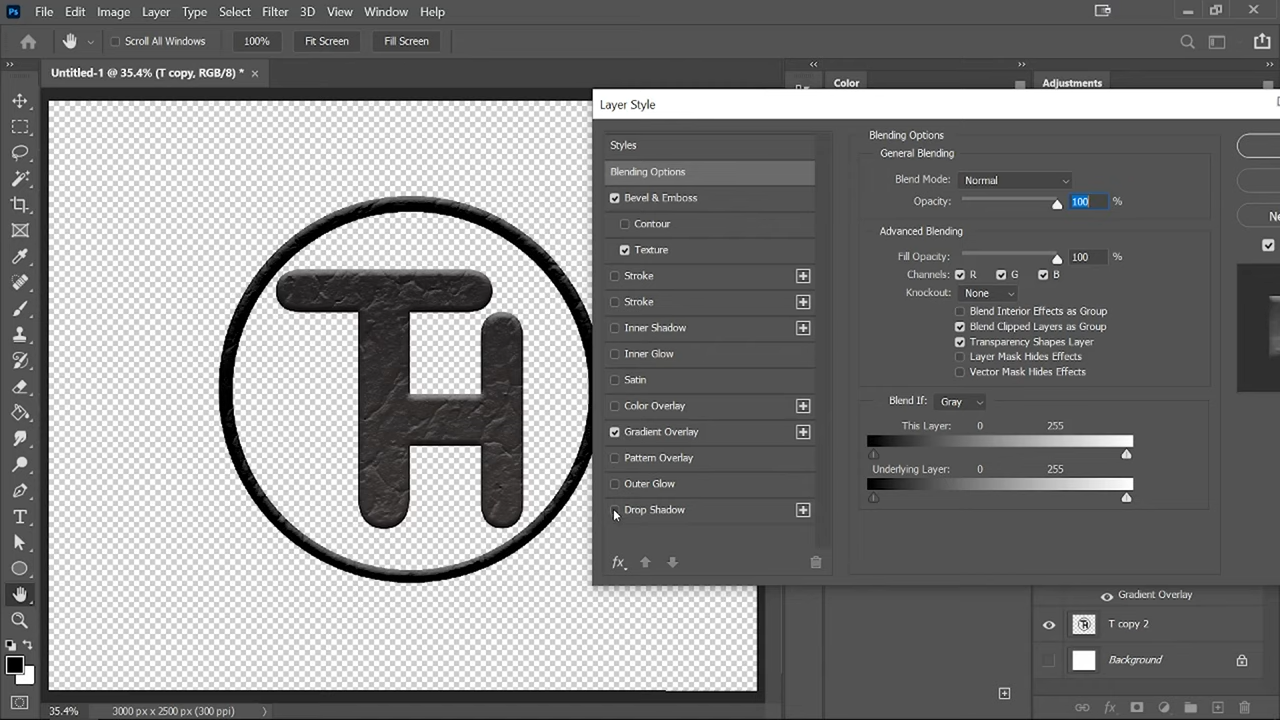 Ps File Edit Image Layer Type Select Filter 3D View Window Help
Scroll All Windows 100% Fit Screen Fill Screen
Untitled-1 @ 35.4% (T copy, RGB/8) * ×
Color
Adjustments
Layer Style
Styles
Blending Options
Bevel & Emboss
Contour
Texture
Stroke
Stroke
Inner Shadow
Inner Glow
Satin
Color Overlay
Gradient Overlay
Pattern Overlay
Outer Glow
Drop Shadow
fx
Blending Options
General Blending
Blend Mode: Normal
Opacity: 100 %
Advanced Blending
Fill Opacity: 100 %
Channels: R G B
Knockout: None
Blend Interior Effects as Group
Blend Clipped Layers as Group
Transparency Shapes Layer
Layer Mask Hides Effects
Vector Mask Hides Effects
Blend If: Gray
This Layer: 0 255
Underlying Layer: 0 255
Ne
TH
Gradient Overlay
T copy 2
Background
fx
35.4% 3000 px x 2500 px (300 ppi)